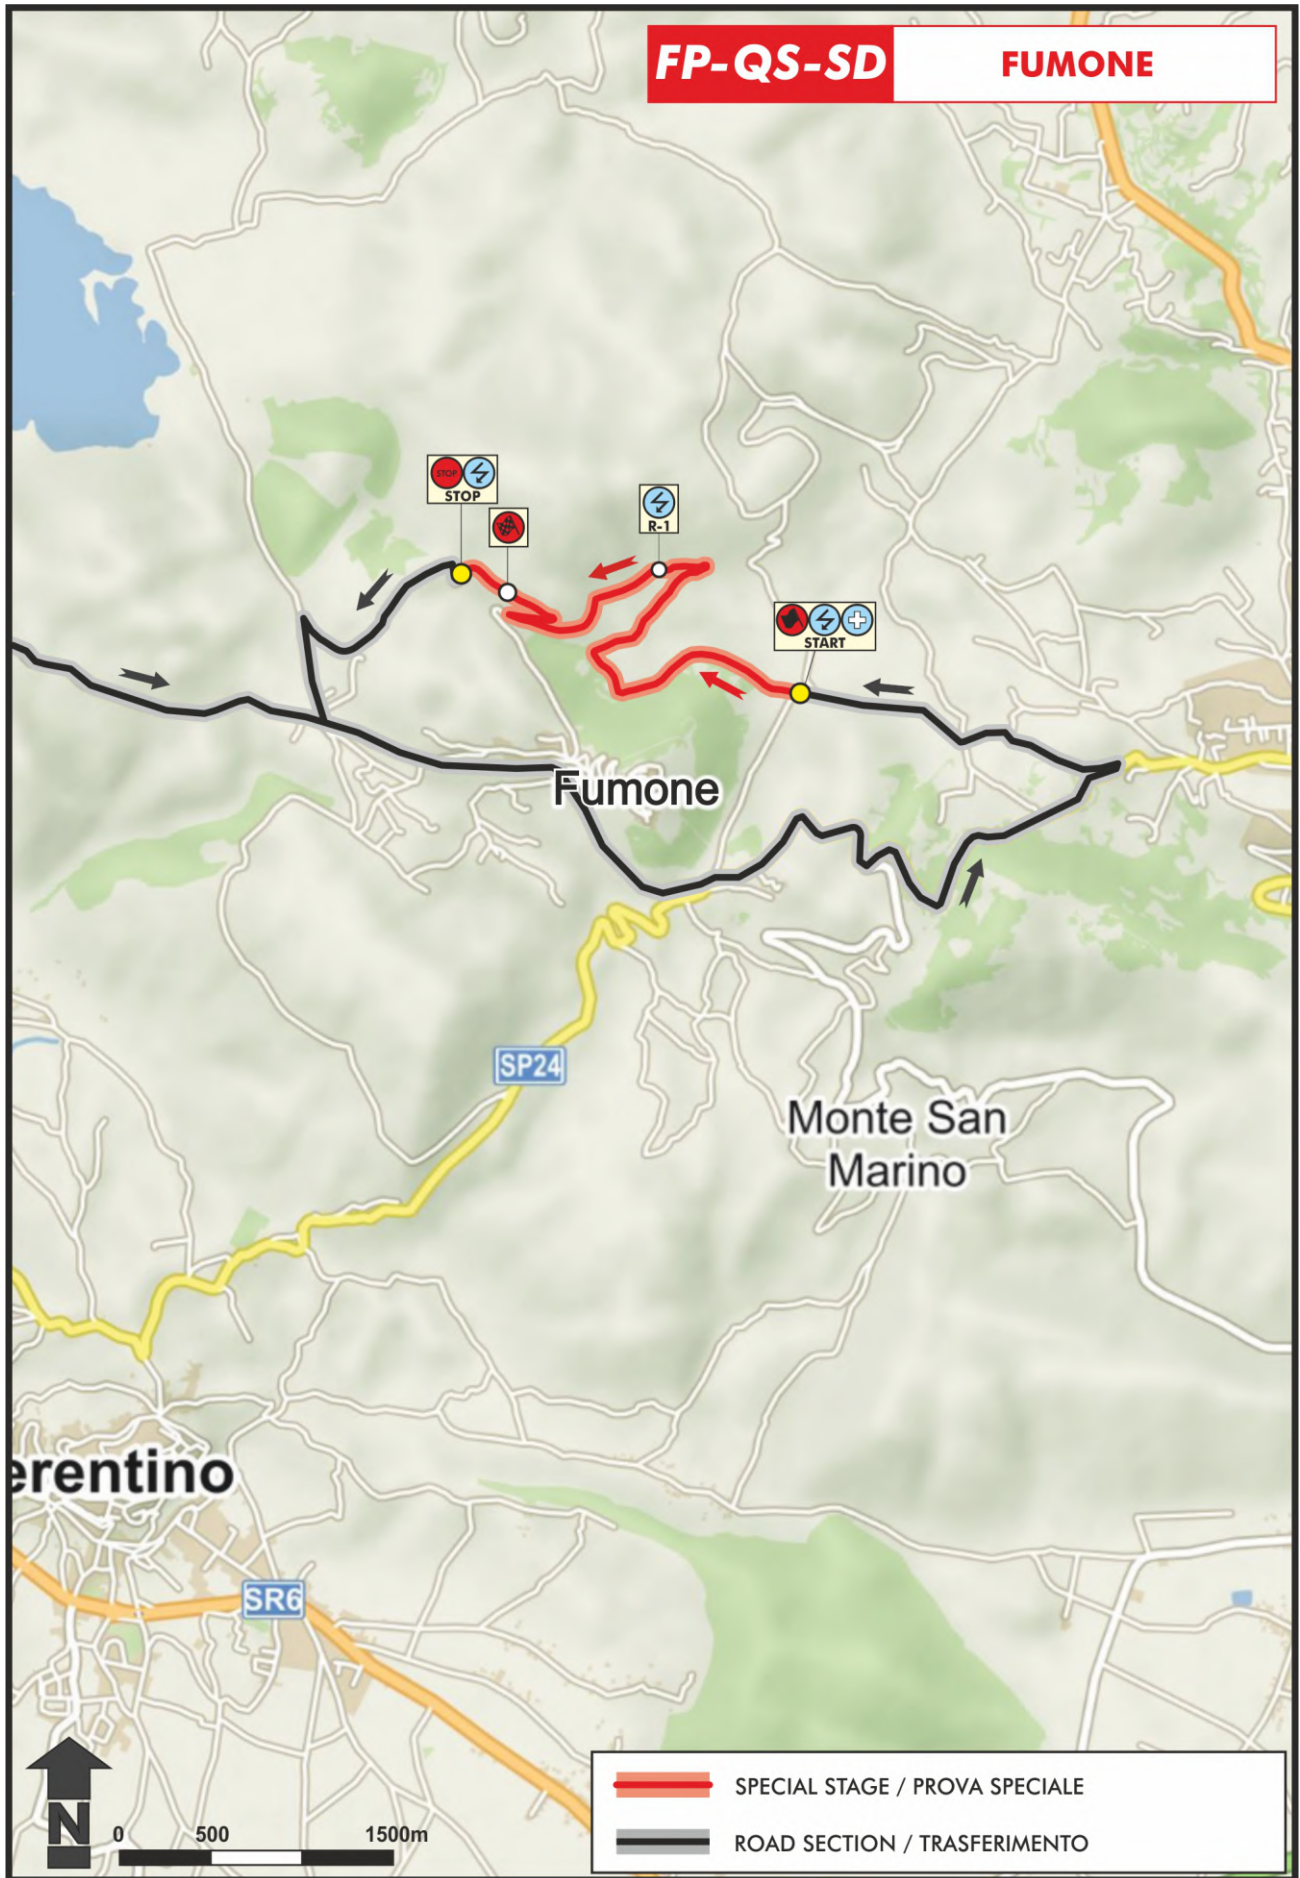 FP-QS-SD
FUMONE
STOP
STOP
R-1
START
Fumone
SP24
Monte San
Marino
erentino
SR6
N
0 500 1500m
SPECIAL STAGE / PROVA SPECIALE
ROAD SECTION / TRASFERIMENTO